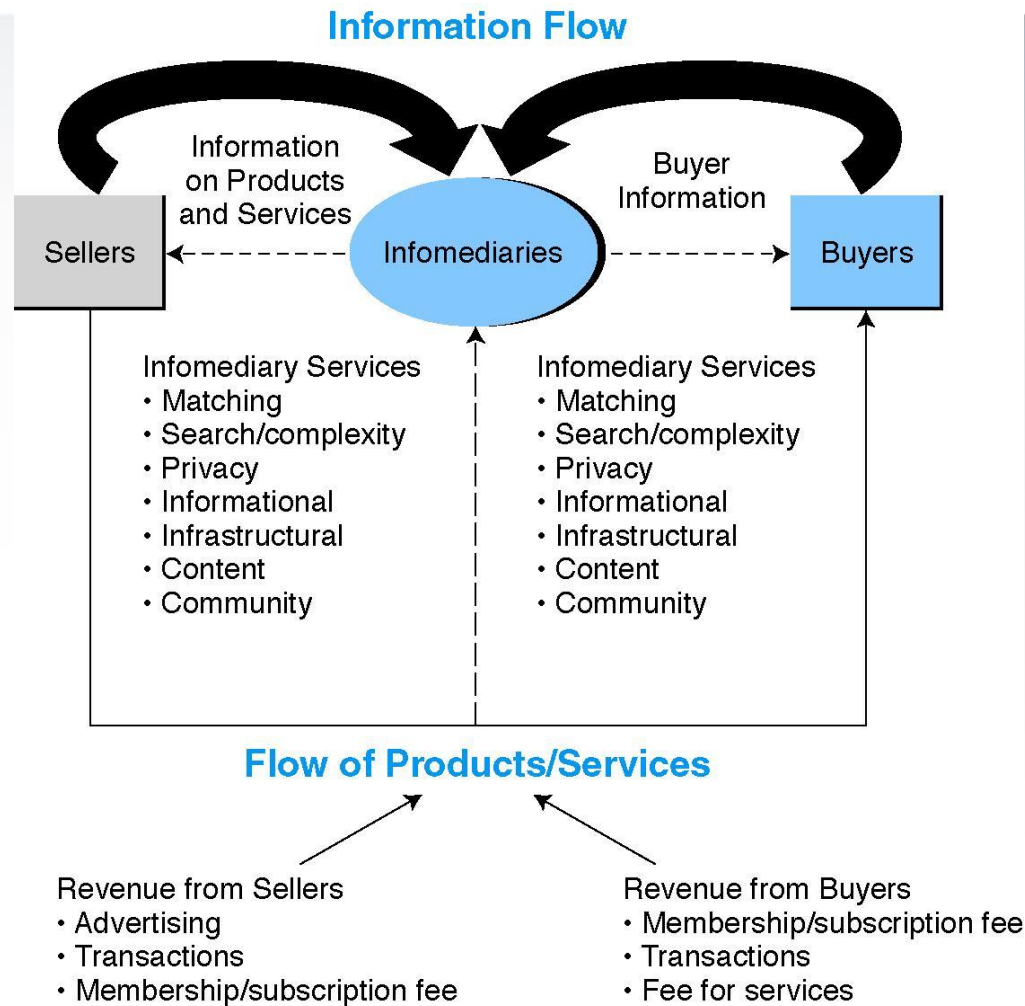 Information Flow
Information
on Products
and Services
Buyer
Information
Sellers
Infomediaries
Buyers
Infomediary Services
• Matching
• Search/complexity
• Privacy
• Informational
• Infrastructural
• Content
• Community
Infomediary Services
• Matching
• Search/complexity
• Privacy
• Informational
• Infrastructural
• Content
• Community
Flow of Products/Services
Revenue from Sellers
• Advertising
• Transactions
• Membership/subscription fee
Revenue from Buyers
• Membership/subscription fee
• Transactions
• Fee for services